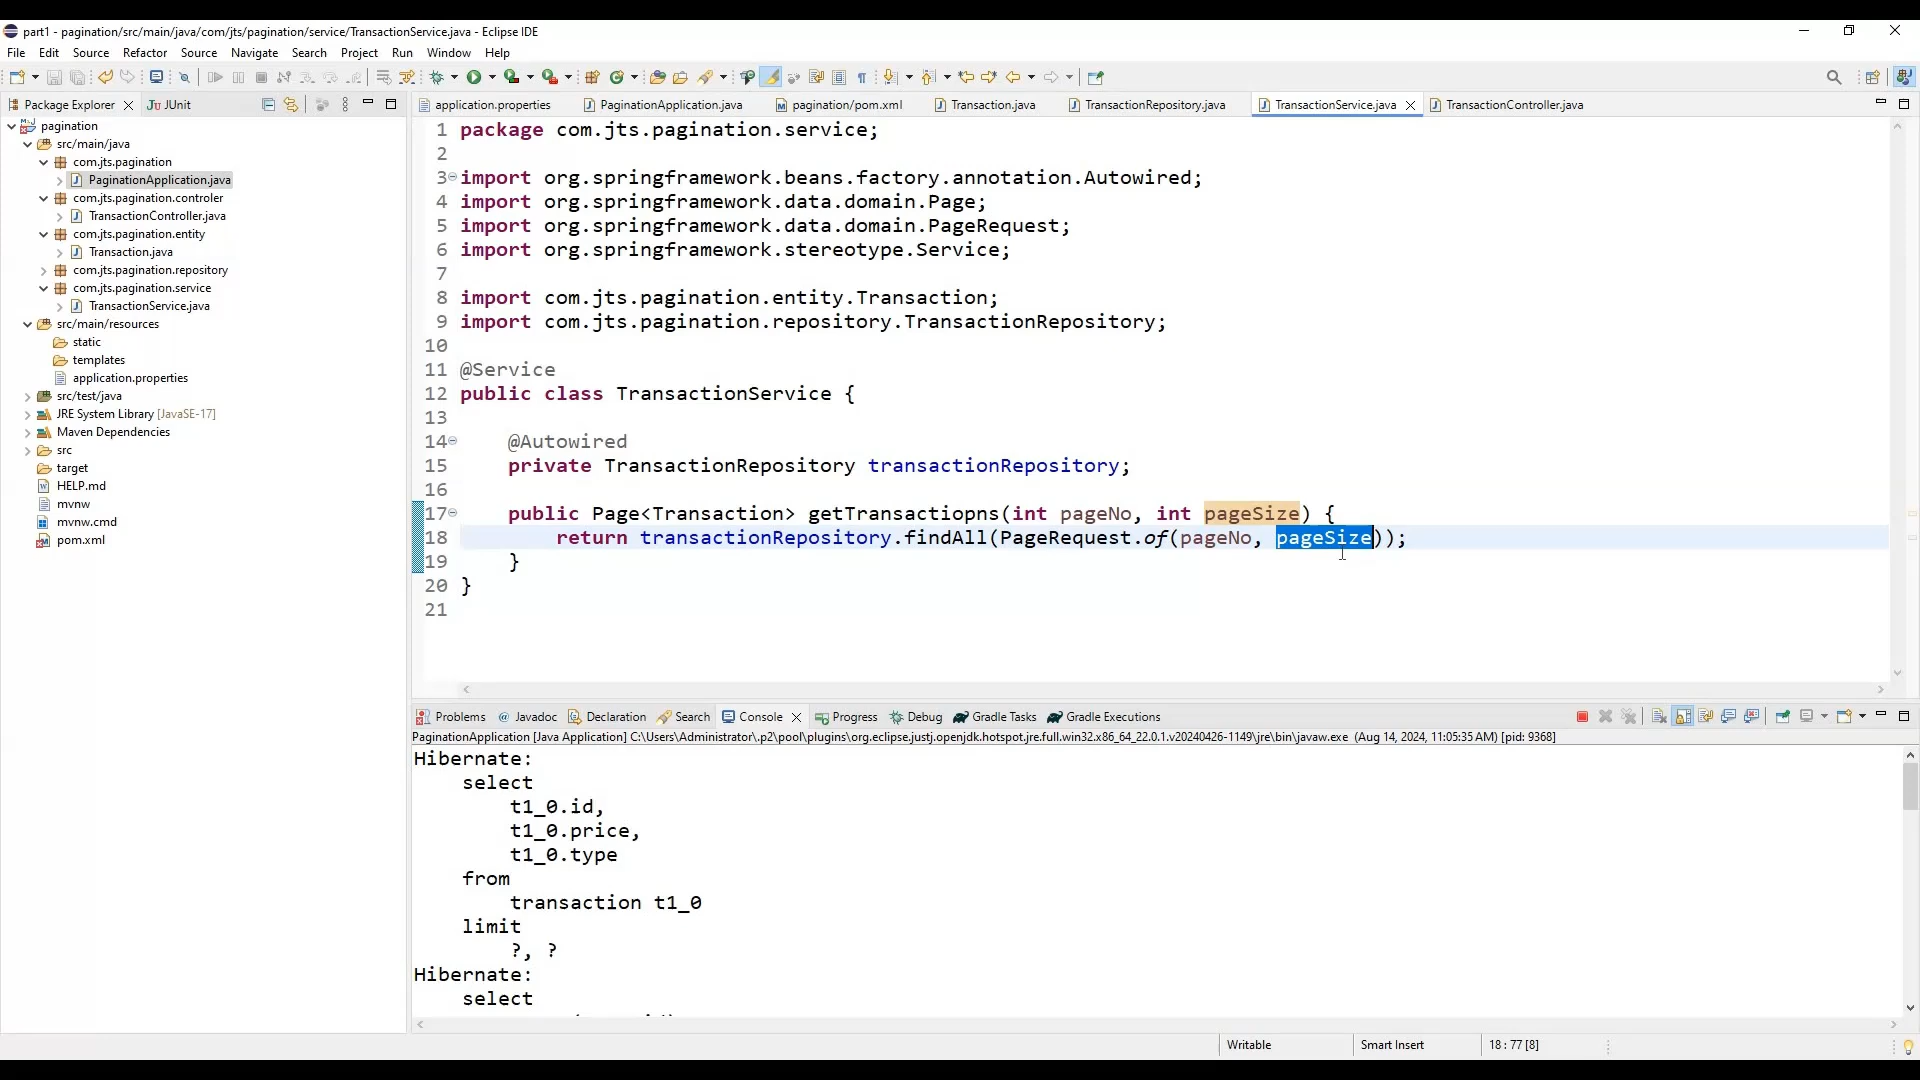 part1 - pagination/src/main/java/com/jts/pagination/service/TransactionService.java - Eclipse IDE
File Edit Source Refactor Source Navigate Search Project Run Window Help
Package Explorer JUnit
application.properties PaginationApplication.java pagination/pom.xml Transaction.java TransactionRepository.java TransactionService.java TransactionController.java
pagination
src/main/java
com.jts.pagination
PaginationApplication.java
com.jts.pagination.controler
TransactionController.java
com.jts.pagination.entity
Transaction.java
com.jts.pagination.repository
com.jts.pagination.service
TransactionService.java
src/main/resources
static
templates
application.properties
src/test/java
JRE System Library [JavaSE-17]
Maven Dependencies
src
target
HELP.md
mvnw
mvnw.cmd
pom.xml
1 package com.jts.pagination.service;
2
3 import org.springframework.beans.factory.annotation.Autowired;
4 import org.springframework.data.domain.Page;
5 import org.springframework.data.domain.PageRequest;
6 import org.springframework.stereotype.Service;
7
8 import com.jts.pagination.entity.Transaction;
9 import com.jts.pagination.repository.TransactionRepository;
10
11 @Service
12 public class TransactionService {
13
14 @Autowired
15 private TransactionRepository transactionRepository;
16
17 public Page<Transaction> getTransactiopns(int pageNo, int pageSize) {
18 return transactionRepository.findAll(PageRequest.of(pageNo, pageSize));
19 }
20 }
21
Problems @ Javadoc Declaration Search Console Progress Debug Gradle Tasks Gradle Executions
PaginationApplication [Java Application] C:\Users\Administrator\.p2\pool\plugins\org.eclipse.justj.openjdk.hotspot.jre.full.win32.x86_64_22.0.1.v20240426-1149\jre\bin\javaw.exe (Aug 14, 2024, 11:05:35 AM) [pid: 9368]
Hibernate:
select
t1_0.id,
t1_0.price,
t1_0.type
from
transaction t1_0
limit
?, ?
Hibernate:
select
Writable Smart Insert 18 : 77 [8]